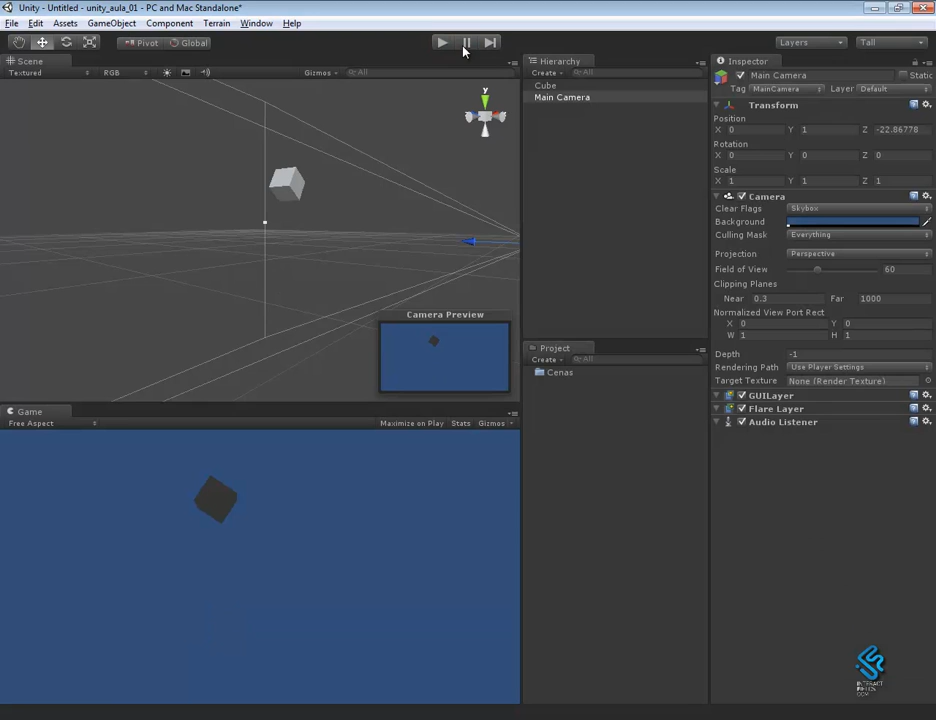 Unity - Untitled - unity_aula_01 - PC and Mac Standalone*
File Edit Assets GameObject Component Terrain Window Help
Pivot Global Layers Tall
Scene
Textured RGB Gizmos All
y
Camera Preview
Game
Free Aspect Maximize on Play Stats Gizmos
Hierarchy
Create All
Cube
Main Camera
Project
Create All
Cenas
Inspector
Main Camera Static
Tag MainCamera Layer Default
Transform
Position
X 0 Y 1 Z -22.86778
Rotation
X 0 Y 0 Z 0
Scale
X 1 Y 1 Z 1
Camera
Clear Flags Skybox
Background
Culling Mask Everything
Projection Perspective
Field of View 60
Clipping Planes
Near 0.3 Far 1000
Normalized View Port Rect
X 0 Y 0
W 1 H 1
Depth -1
Rendering Path Use Player Settings
Target Texture None (Render Texture)
GUILayer
Flare Layer
Audio Listener
INTERACT
FIELDS
.COM